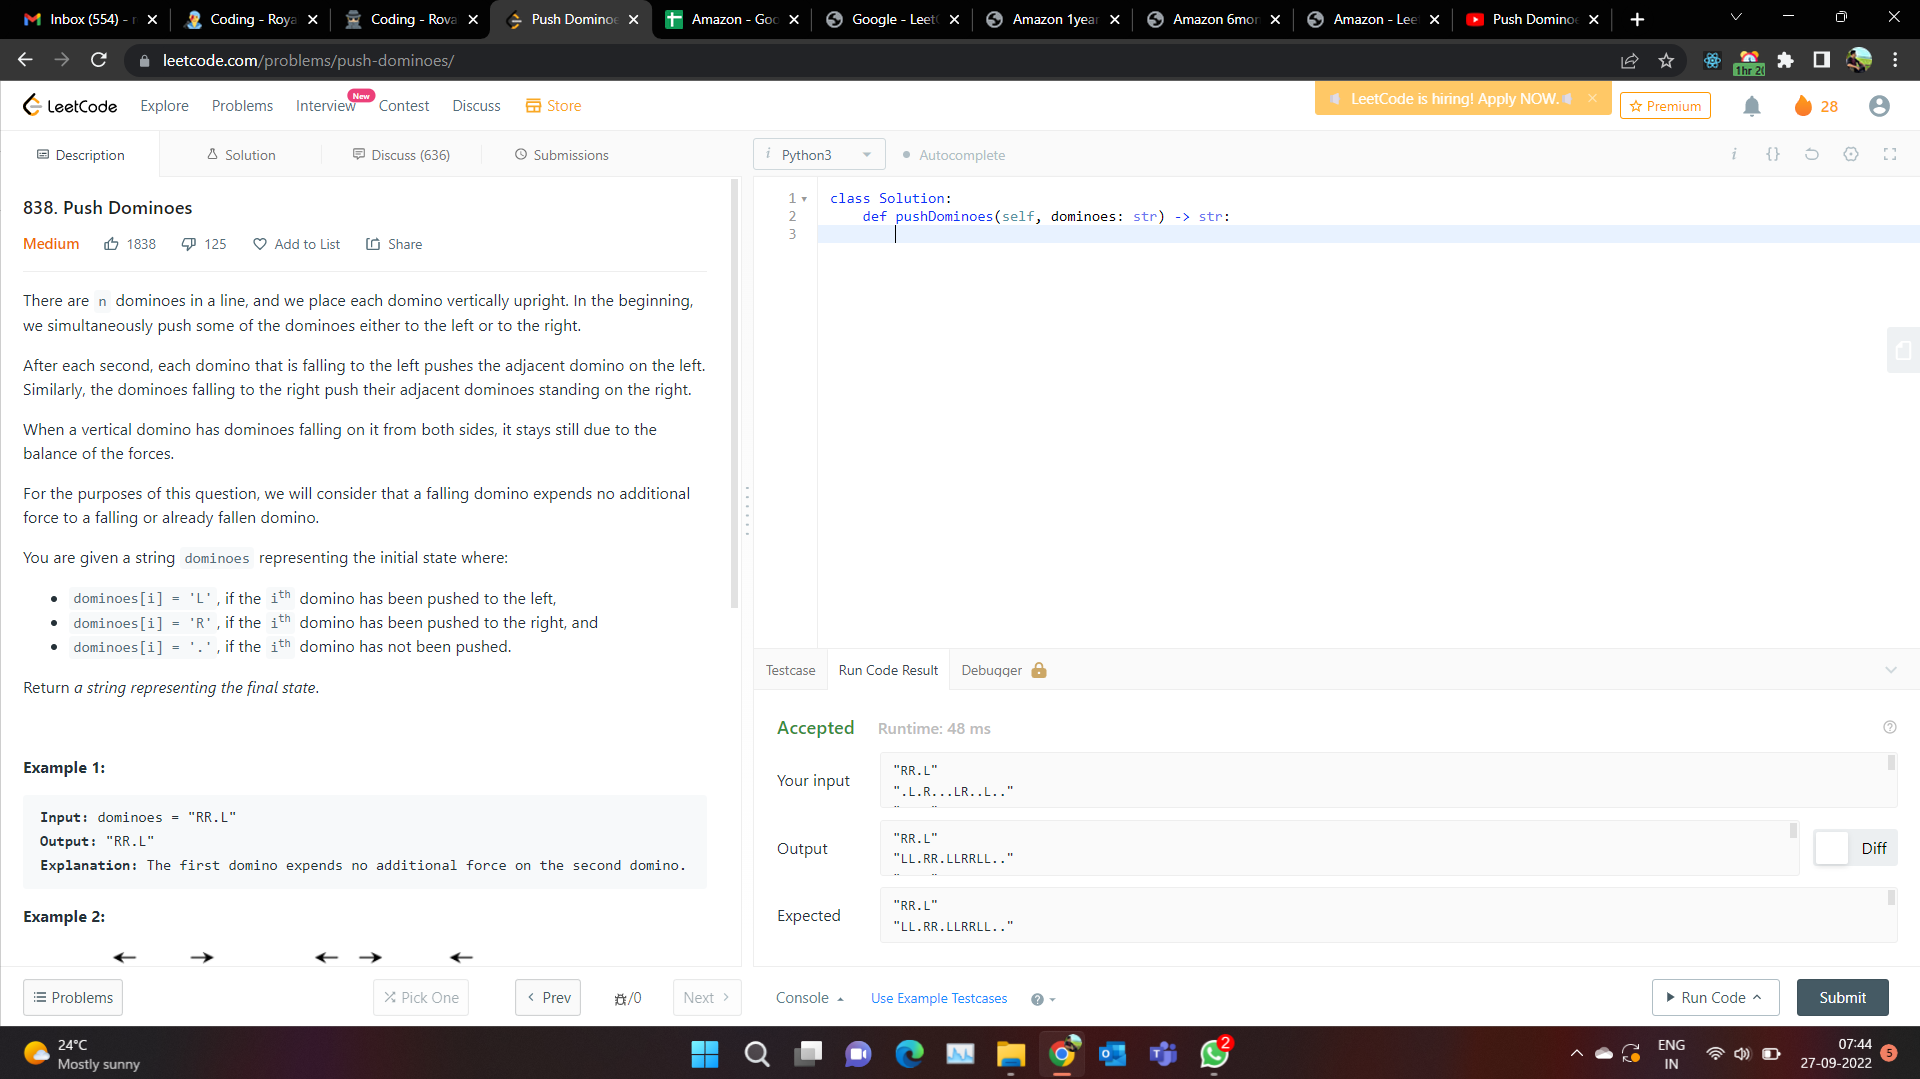 Inbox (554) - r
Coding - Roya
Coding - Rova
Push Domino
Amazon - Goo
Google - Leet
Amazon 1year
Amazon 6mon
Amazon - Lee
Push Domino
leetcode.com/problems/push-dominoes/
1hr 2
LeetCode
Explore
Problems
Interview
New
Contest
Discuss
Store
LeetCode is hiring! Apply NOW.
Premium
28
Description
Solution
Discuss (636)
Submissions
i Python3
Autocomplete
838. Push Dominoes
Medium 1838 125 Add to List Share
There are n dominoes in a line, and we place each domino vertically upright. In the beginning,
we simultaneously push some of the dominoes either to the left or to the right.
After each second, each domino that is falling to the left pushes the adjacent domino on the left.
Similarly, the dominoes falling to the right push their adjacent dominoes standing on the right.
When a vertical domino has dominoes falling on it from both sides, it stays still due to the
balance of the forces.
For the purposes of this question, we will consider that a falling domino expends no additional
force to a falling or already fallen domino.
You are given a string dominoes representing the initial state where:
• dominoes[i] = 'L', if the ith domino has been pushed to the left,
• dominoes[i] = 'R', if the ith domino has been pushed to the right, and
• dominoes[i] = '.', if the ith domino has not been pushed.
Return a string representing the final state.
Example 1:
Input: dominoes = "RR.L"
Output: "RR.L"
Explanation: The first domino expends no additional force on the second domino.
Example 2:
Problems
Pick One
Prev
/0
Next
1 class Solution:
2 def pushDominoes(self, dominoes: str) -> str:
3
Testcase
Run Code Result
Debugger
Accepted Runtime: 48 ms
Your input
"RR.L"
".L.R...LR..L.."
Output
"RR.L"
"LL.RR.LLRRLL.."
Diff
Expected
"RR.L"
"LL.RR.LLRRLL.."
Console
Use Example Testcases
Run Code
Submit
24°C
Mostly sunny
2
ENG
IN
07:44
27-09-2022
5